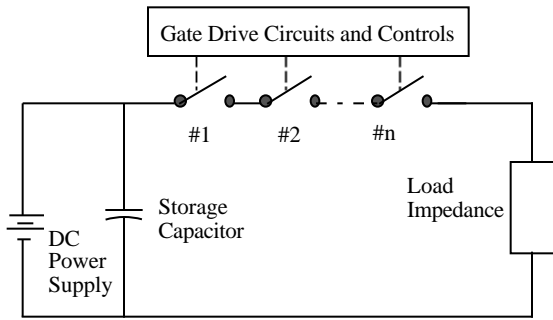 Gate Drive Circuits and Controls
#1
#2
#n
Storage
Capacitor
Load
Impedance
DC
Power
Supply